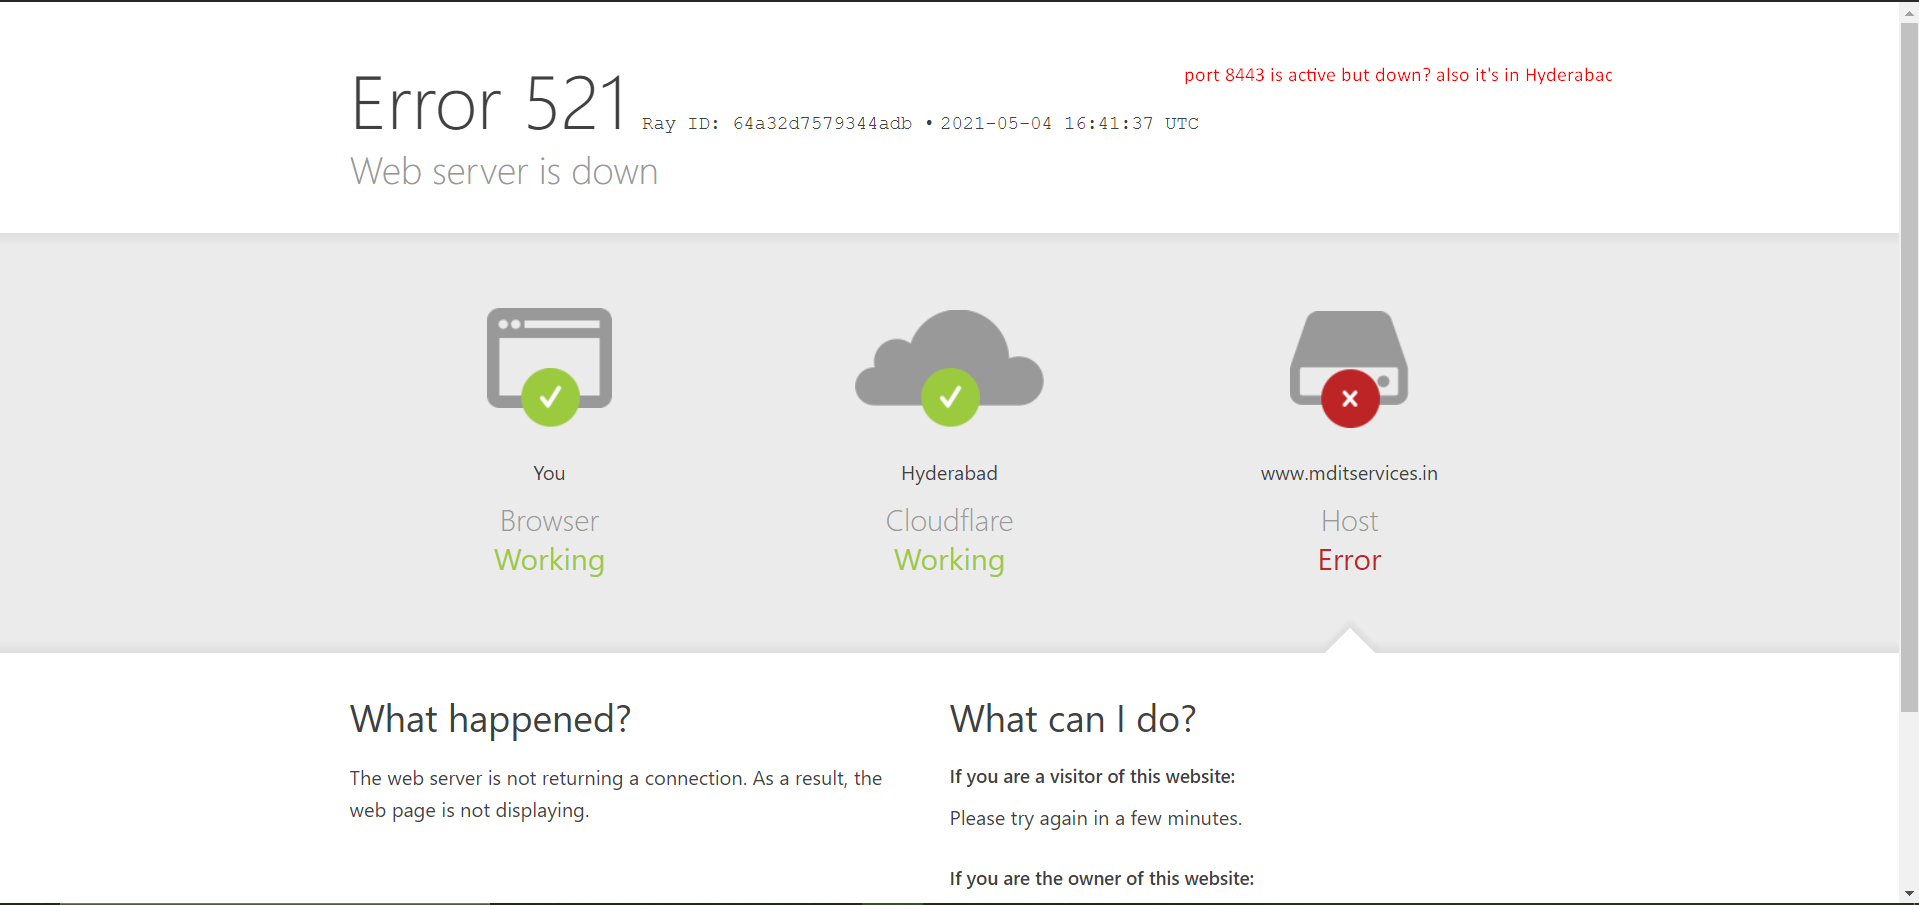 port 8443 is active but down? also it's in Hyderabac
Error 521 Ray ID: 64a32d7579344adb • 2021-05-04 16:41:37 UTC
Web server is down
You
Hyderabad
www.mditservices.in
Browser
Cloudflare
Host
Working
Working
Error
What happened?
The web server is not returning a connection. As a result, the
web page is not displaying.
What can I do?
If you are a visitor of this website:
Please try again in a few minutes.
If you are the owner of this website: